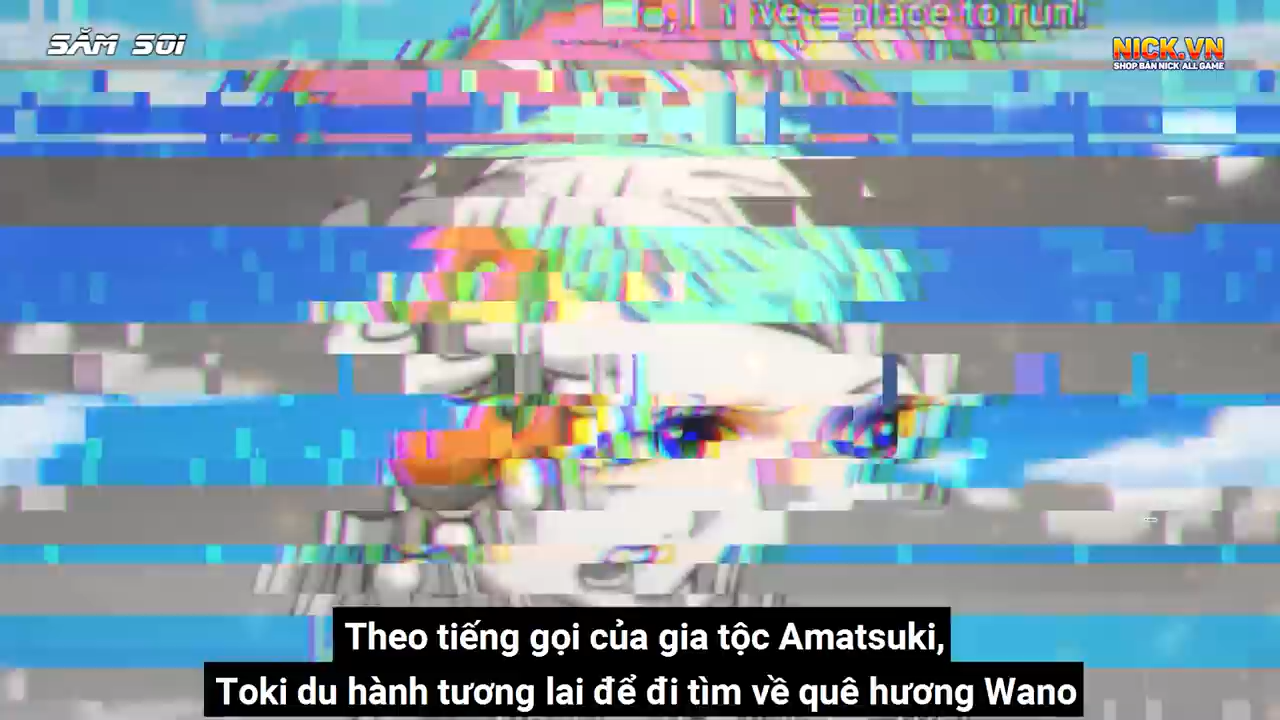 place to run!
SĂM SOI
NICK.VN
SHOP BÁN NICK ALL GAME
Theo tiếng gọi của gia tộc Amatsuki,
Toki du hành tương lai để đi tìm về quê hương Wano